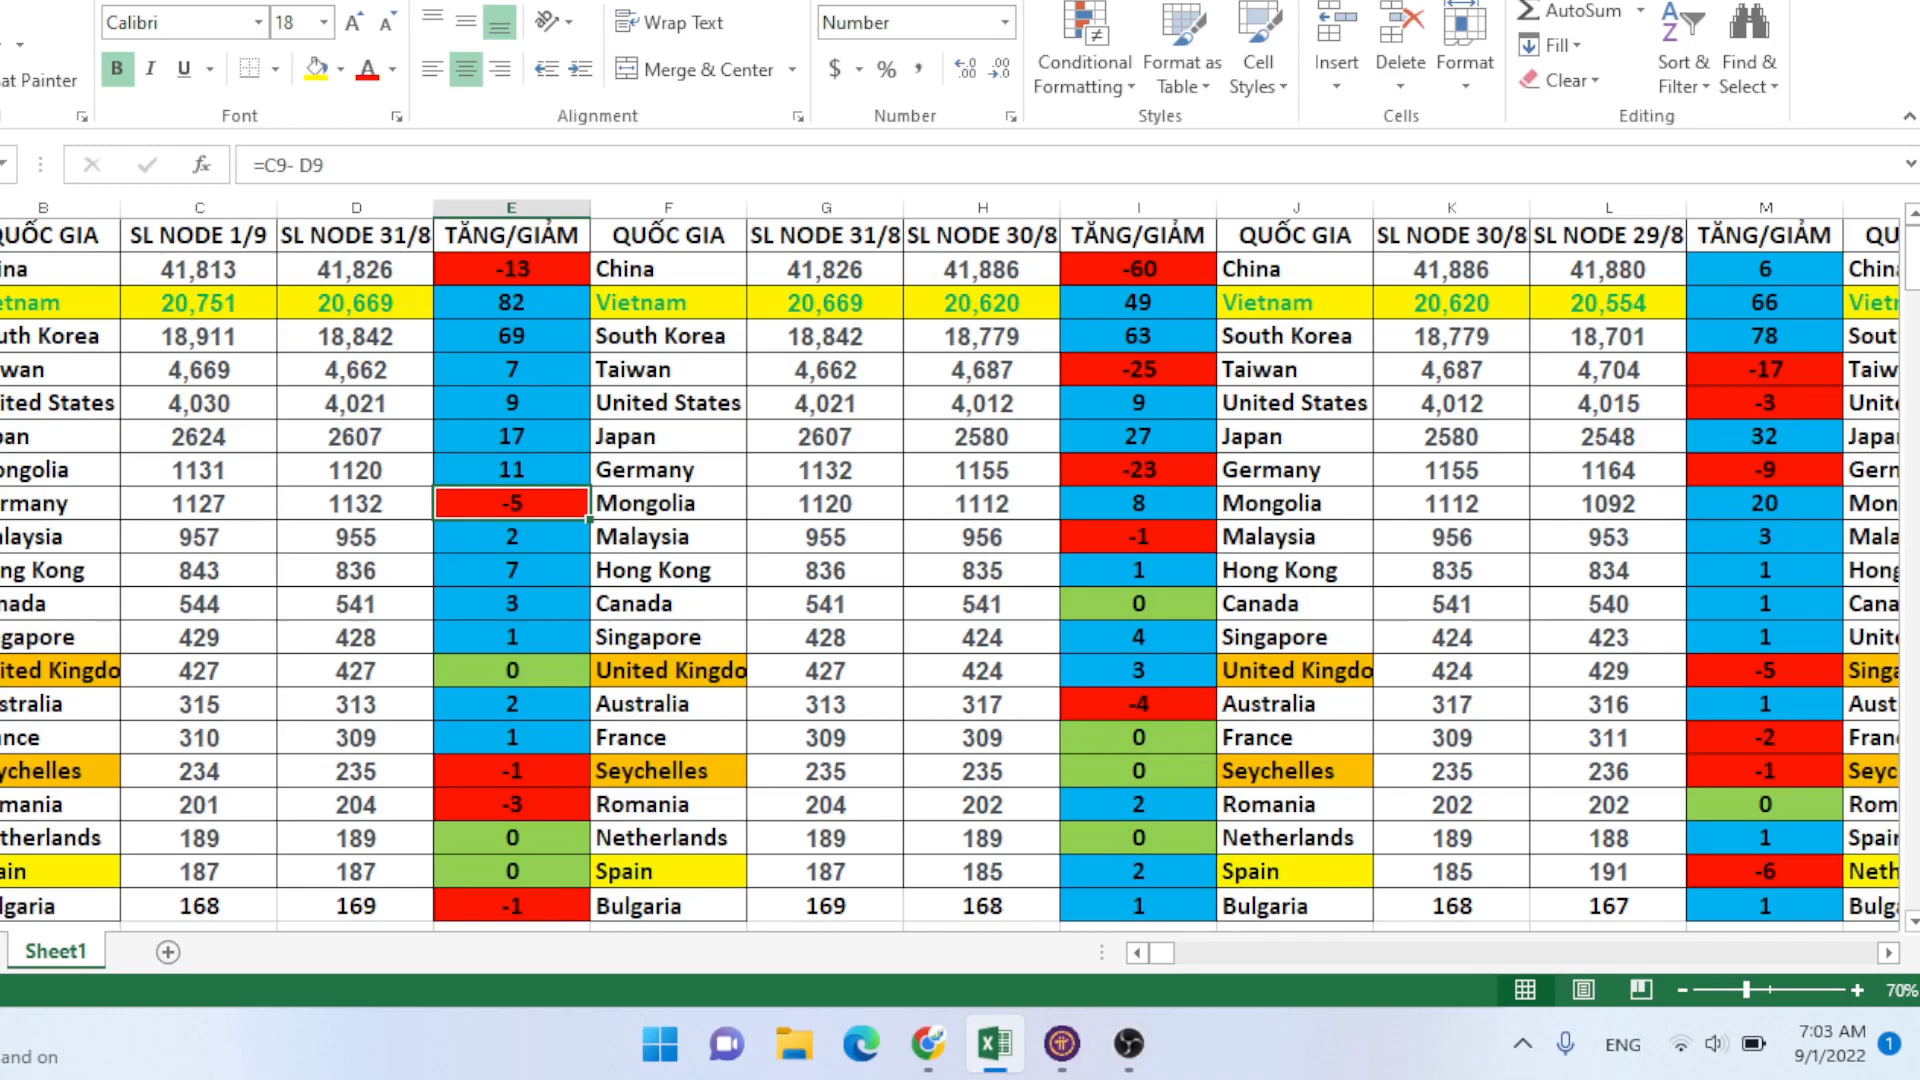 Calibri 18 Wrap Text Number AutoSum
B I U Merge & Center $ % , Conditional Formatting Format as Table Cell Styles Insert Delete Format Fill Clear Sort & Filter Find & Select
at Painter
Font Alignment Number Styles Cells Editing
fx =C9- D9
B C D E F G H I J K L M
QUỐC GIA SL NODE 1/9 SL NODE 31/8 TĂNG/GIẢM QUỐC GIA SL NODE 31/8 SL NODE 30/8 TĂNG/GIẢM QUỐC GIA SL NODE 30/8 SL NODE 29/8 TĂNG/GIẢM QU
ina 41,813 41,826 -13 China 41,826 41,886 -60 China 41,886 41,880 6 China
etnam 20,751 20,669 82 Vietnam 20,669 20,620 49 Vietnam 20,620 20,554 66 Vietn
uth Korea 18,911 18,842 69 South Korea 18,842 18,779 63 South Korea 18,779 18,701 78 Sout
wan 4,669 4,662 7 Taiwan 4,662 4,687 -25 Taiwan 4,687 4,704 -17 Taiw
ited States 4,030 4,021 9 United States 4,021 4,012 9 United States 4,012 4,015 -3 Unite
pan 2624 2607 17 Japan 2607 2580 27 Japan 2580 2548 32 Japa
ongolia 1131 1120 11 Germany 1132 1155 -23 Germany 1155 1164 -9 Germ
rmany 1127 1132 -5 Mongolia 1120 1112 8 Mongolia 1112 1092 20 Mon
alaysia 957 955 2 Malaysia 955 956 -1 Malaysia 956 953 3 Mala
ng Kong 843 836 7 Hong Kong 836 835 1 Hong Kong 835 834 1 Hong
nada 544 541 3 Canada 541 541 0 Canada 541 540 1 Cana
gapore 429 428 1 Singapore 428 424 4 Singapore 424 423 1 Unite
ited Kingdo 427 427 0 United Kingdo 427 424 3 United Kingdo 424 429 -5 Singa
stralia 315 313 2 Australia 313 317 -4 Australia 317 316 1 Aust
nce 310 309 1 France 309 309 0 France 309 311 -2 Fran
ychelles 234 235 -1 Seychelles 235 235 0 Seychelles 235 236 -1 Seyc
mania 201 204 -3 Romania 204 202 2 Romania 202 202 0 Rom
therlands 189 189 0 Netherlands 189 189 0 Netherlands 189 188 1 Spain
ain 187 187 0 Spain 187 185 2 Spain 185 191 -6 Neth
lgaria 168 169 -1 Bulgaria 169 168 1 Bulgaria 168 167 1 Bulga
Sheet1
70%
and on ENG 7:03 AM 1
9/1/2022